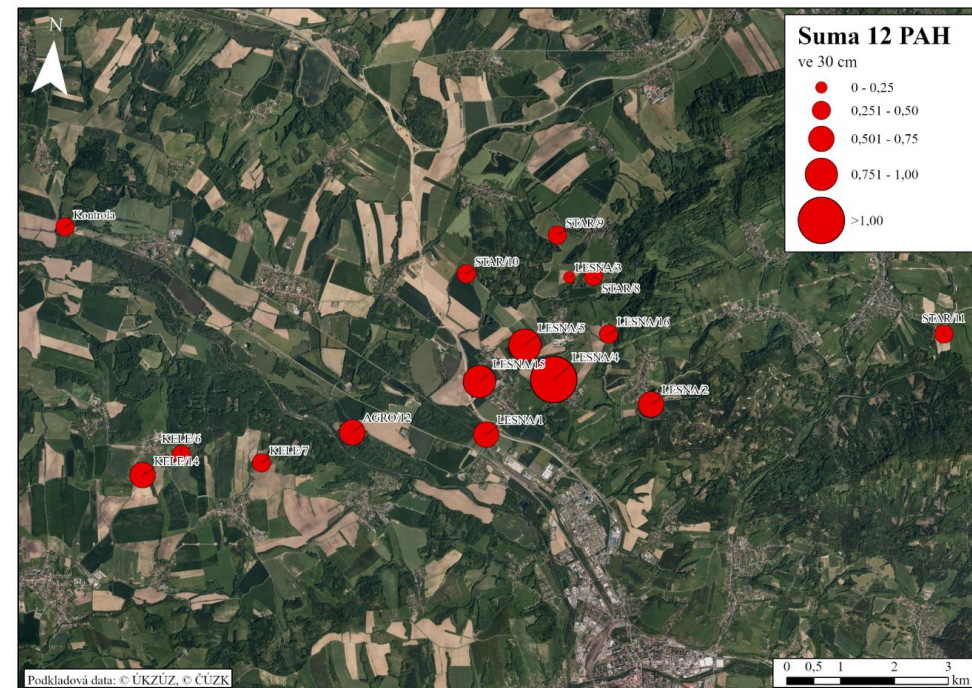 N
Suma 12 PAH
ve 30 cm
0 - 0,25
0,251 - 0,50
0,501 - 0,75
0,751 - 1,00
>1,00
Kontrola
STAR/9
STAR/10
LESNA/3
STAR/8
LESNA/5
LESNA/16
STAR/11
LESNA/4
LESNA/15
LESNA/2
AGRO/12
LESNA/1
KELE/6
KELE/7
KELE/14
Podkladová data: © ÚKZÚZ, © ČÚZK
0 0,5 1 2 3
km